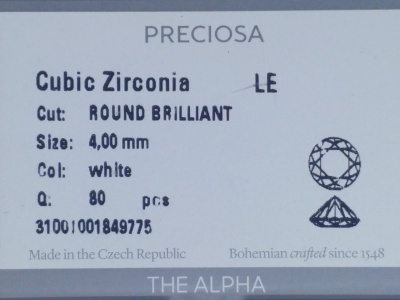 PRECIOSA
Cubic Zirconia LE
Cut: ROUND BRILLIANT
Size: 4,00 mm
Col: white
Q: 80 pcs
31001001849775
Made in the Czech Republic Bohemian crafted since 1548
THE ALPHA